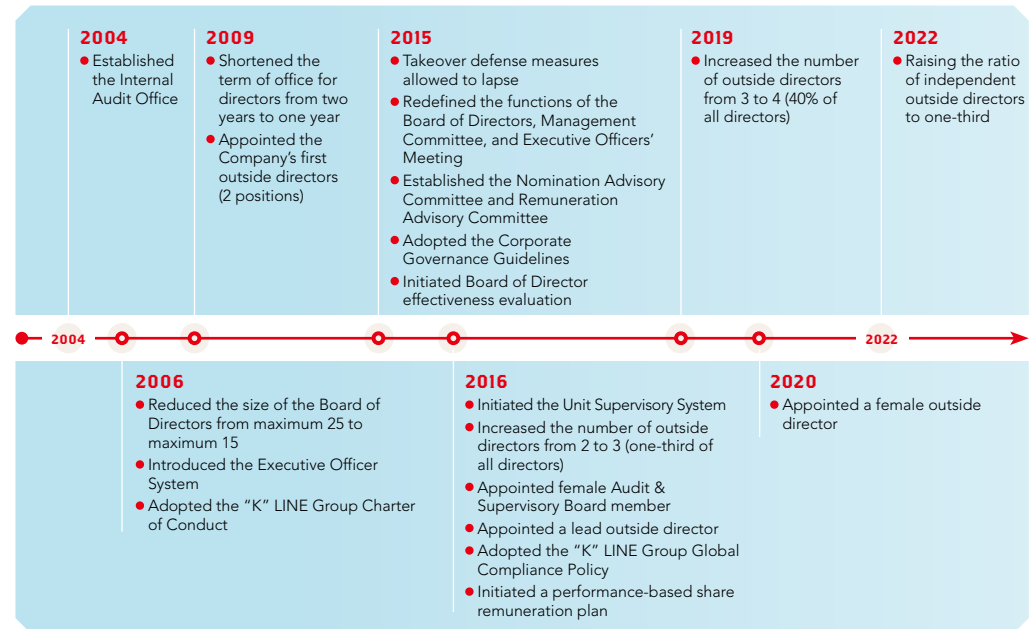 2004
Established
the Internal
Audit Office
2009
Shortened the
term of office for
directors from two
years to one year
Appointed the
Company's first
outside directors
(2 positions)
2015
Takeover defense measures
allowed to lapse
Redefined the functions of the
Board of Directors, Management
Committee, and Executive Officers'
Meeting
Established the Nomination Advisory
Committee and Remuneration
Advisory Committee
Adopted the Corporate
Governance Guidelines
Initiated Board of Director
effectiveness evaluation
2019
Increased the number
of outside directors
from 3 to 4 (40% of
all directors)
2022
Raising the ratio
of independent
outside directors
to one-third
2004
2022
2006
Reduced the size of the Board of
Directors from maximum 25 to
maximum 15
Introduced the Executive Officer
System
Adopted the "K" LINE Group Charter
of Conduct
2016
Initiated the Unit Supervisory System
Increased the number of outside
directors from 2 to 3 (one-third of
all directors)
Appointed female Audit &
Supervisory Board member
Appointed a lead outside director
Adopted the "K" LINE Group Global
Compliance Policy
Initiated a performance-based share
remuneration plan
2020
Appointed a female outside
director